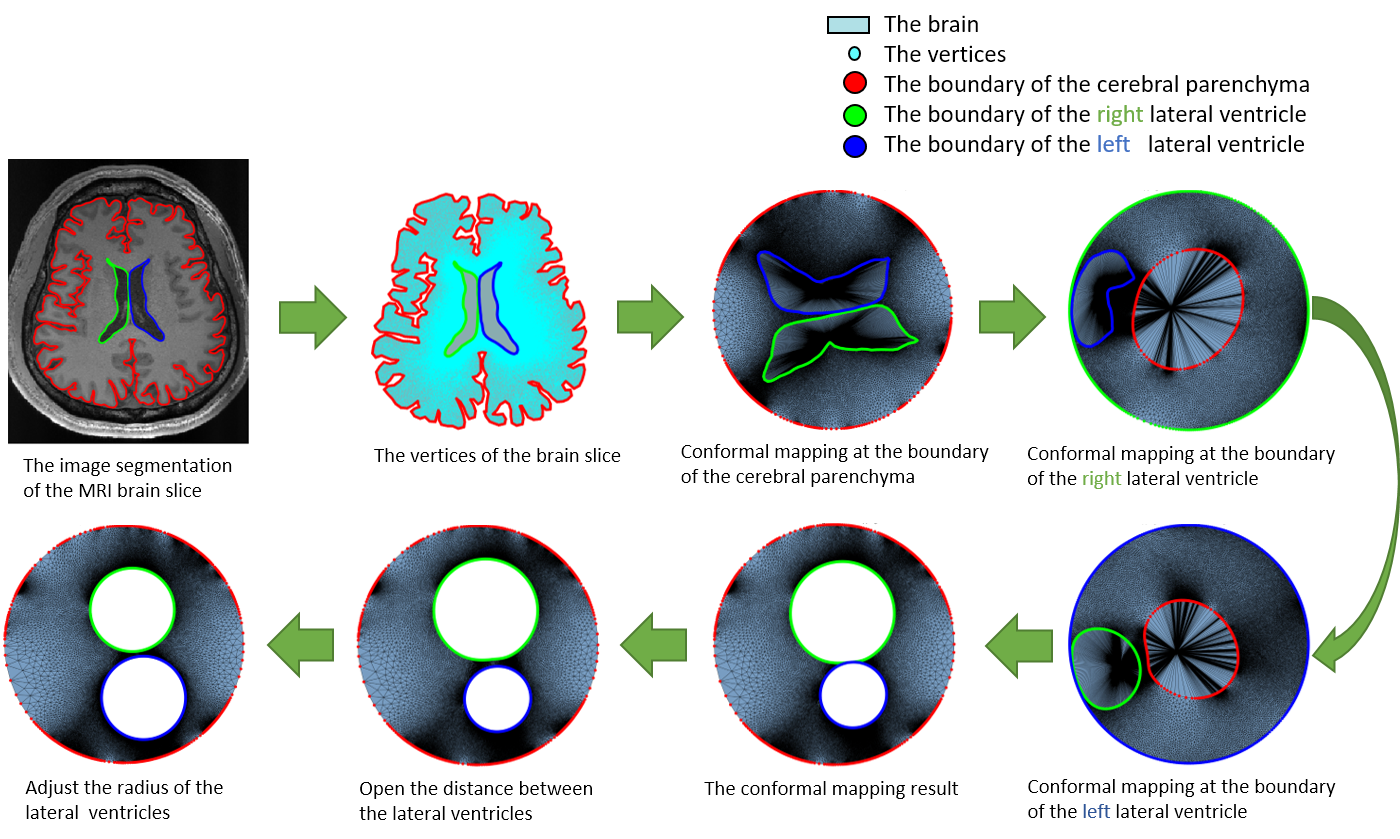 The brain
The vertices
The boundary of the cerebral parenchyma
The boundary of the right lateral ventricle
The boundary of the left lateral ventricle
The image segmentation
of the MRI brain slice
The vertices of the brain slice
Conformal mapping at the boundary
of the cerebral parenchyma
Conformal mapping at the boundary
of the right lateral ventricle
Conformal mapping at the boundary
of the left lateral ventricle
The conformal mapping result
Open the distance between
the lateral ventricles
Adjust the radius of the
lateral ventricles